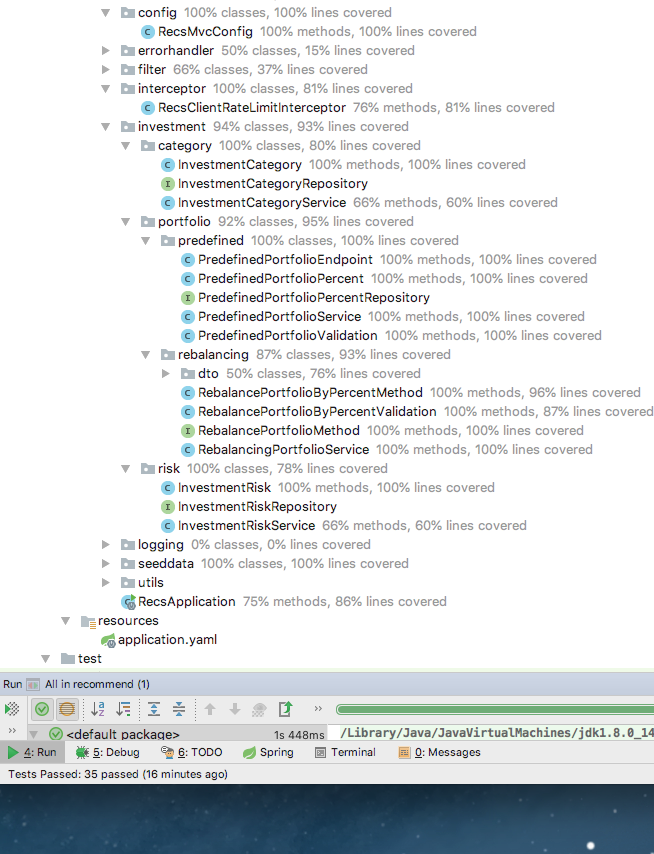 config 100% classes, 100% lines covered
RecsMvcConfig 100% methods, 100% lines covered
errorhandler 50% classes, 15% lines covered
filter 66% classes, 37% lines covered
interceptor 100% classes, 81% lines covered
RecsClientRateLimitInterceptor 76% methods, 81% lines covered
investment 94% classes, 93% lines covered
category 100% classes, 80% lines covered
InvestmentCategory 100% methods, 100% lines covered
InvestmentCategoryRepository
InvestmentCategoryService 66% methods, 60% lines covered
portfolio 92% classes, 95% lines covered
predefined 100% classes, 100% lines covered
PredefinedPortfolioEndpoint 100% methods, 100% lines covered
PredefinedPortfolioPercent 100% methods, 100% lines covered
PredefinedPortfolioPercentRepository
PredefinedPortfolioService 100% methods, 100% lines covered
PredefinedPortfolioValidation 100% methods, 100% lines covered
rebalancing 87% classes, 93% lines covered
dto 50% classes, 76% lines covered
RebalancePortfolioByPercentMethod 100% methods, 96% lines covered
RebalancePortfolioByPercentValidation 100% methods, 87% lines covered
RebalancePortfolioMethod 100% methods, 100% lines covered
RebalancingPortfolioService 100% methods, 100% lines covered
risk 100% classes, 78% lines covered
InvestmentRisk 100% methods, 100% lines covered
InvestmentRiskRepository
InvestmentRiskService 66% methods, 60% lines covered
logging 0% classes, 0% lines covered
seeddata 100% classes, 100% lines covered
utils
RecsApplication 75% methods, 86% lines covered
resources
application.yaml
test
Run All in recommend (1)
<default package> 1s 448ms /Library/Java/JavaVirtualMachines/jdk1.8.0_14
4: Run 5: Debug 6: TODO Spring Terminal 0: Messages
Tests Passed: 35 passed (16 minutes ago)